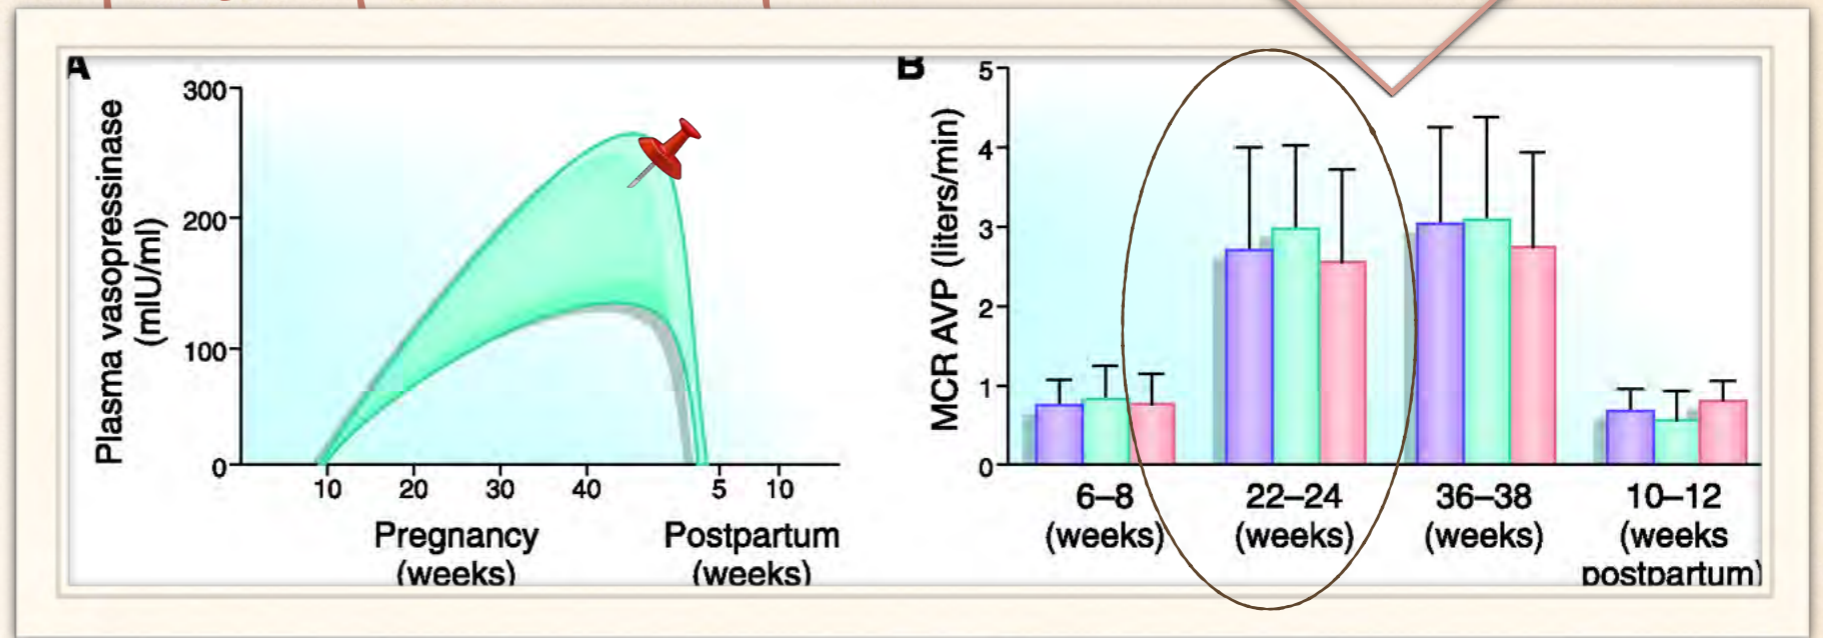 A
300
200
100
0
Plasma vasopressinase
(mIU/ml)
10 20 30 40 5 10
Pregnancy
(weeks)
Postpartum
(weeks)
B
5
4
3
2
1
0
MCR AVP (liters/min)
6–8
(weeks)
22–24
(weeks)
36–38
(weeks)
10–12
(weeks
postpartum)